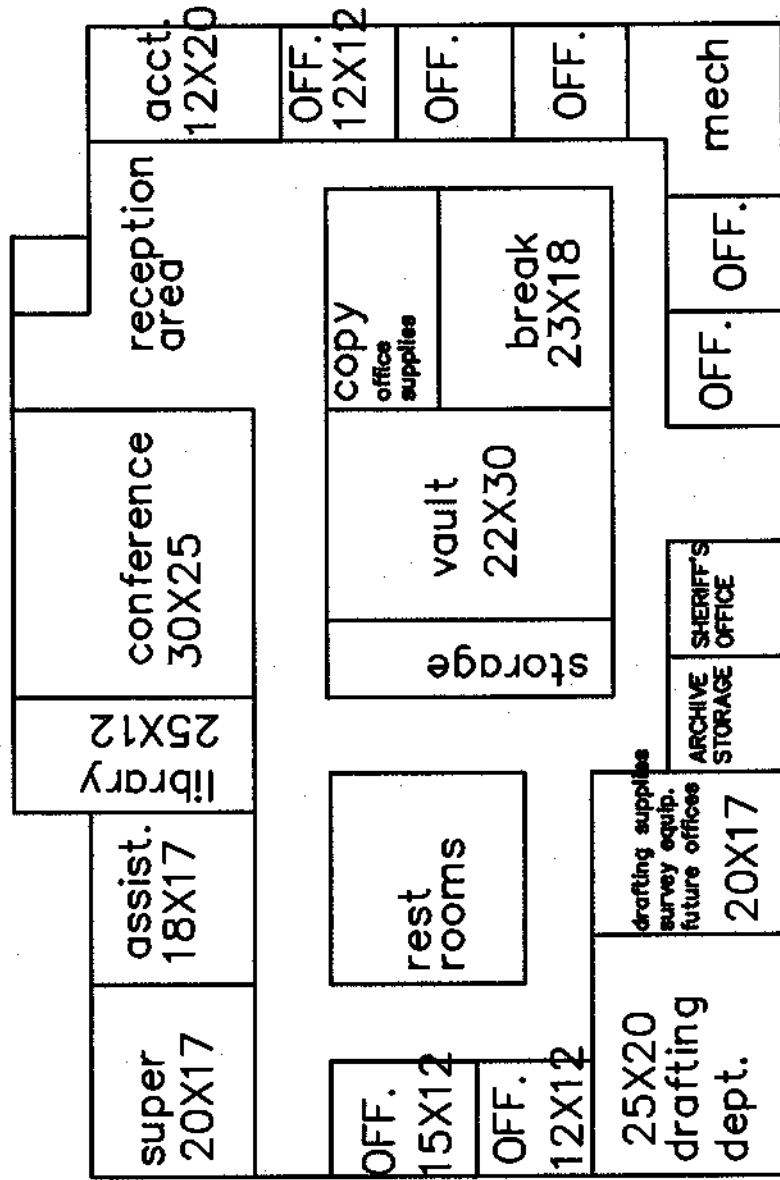 acct.
12X20
OFF.
12X12
OFF.
OFF.
mech
reception
area
copy
office
supplies
break
23X18
OFF.
OFF.
conference
30X25
vault
22X30
storage
SHERIFF'S
OFFICE
ARCHIVE
STORAGE
library
25X12
assist.
18X17
rest
rooms
drafting supplies
survey equip.
future offices
20X17
super
20X17
OFF.
15X12
OFF.
12X12
25X20
drafting
dept.